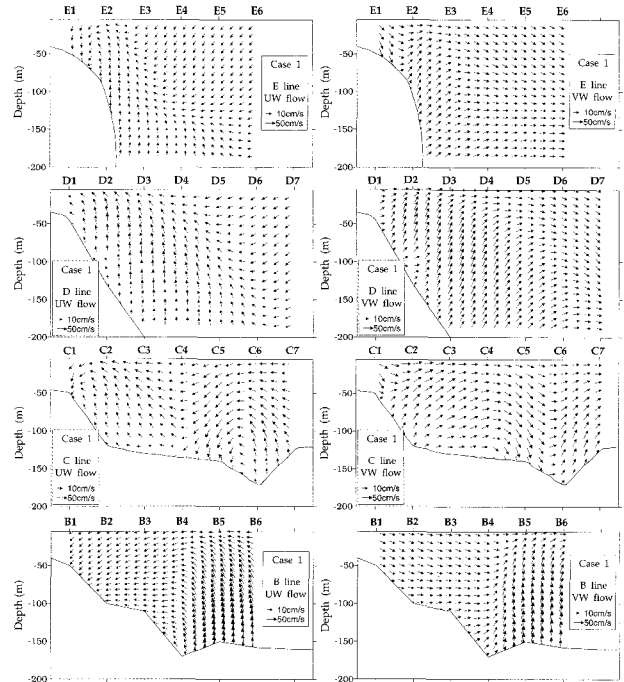 E1 E2 E3 E4 E5 E6
-50
-100
-150
-200
Depth (m)
Case 1
E line
UW flow
10cm/s
50cm/s
E1 E2 E3 E4 E5 E6
-50
-100
-150
-200
Depth (m)
Case 1
E line
VW flow
10cm/s
50cm/s
D1 D2 D3 D4 D5 D6 D7
-50
-100
-150
-200
Depth (m)
Case 1
D line
UW flow
10cm/s
50cm/s
D1 D2 D3 D4 D5 D6 D7
-50
-100
-150
-200
Depth (m)
Case 1
D line
VW flow
10cm/s
50cm/s
C1 C2 C3 C4 C5 C6 C7
-50
-100
-150
-200
Depth (m)
Case 1
C line
UW flow
10cm/s
50cm/s
C1 C2 C3 C4 C5 C6 C7
-50
-100
-150
-200
Depth (m)
Case 1
C line
VW flow
10cm/s
50cm/s
B1 B2 B3 B4 B5 B6
-50
-100
-150
-200
Depth (m)
Case 1
B line
UW flow
10cm/s
50cm/s
B1 B2 B3 B4 B5 B6
-50
-100
-150
-200
Depth (m)
Case 1
B line
VW flow
10cm/s
50cm/s